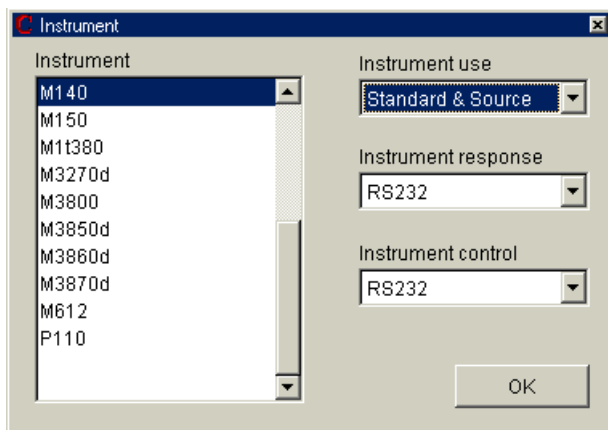 Instrument
Instrument
M140
M150
M1t380
M3270d
M3800
M3850d
M3860d
M3870d
M612
P110
Instrument use
Standard & Source
Instrument response
RS232
Instrument control
RS232
OK